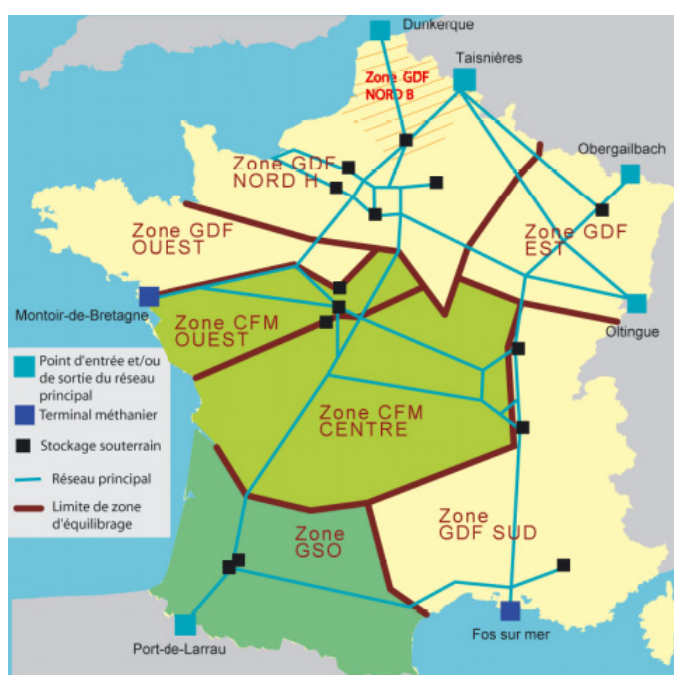 Dunkerque
Taisnières
Zone GDF
NORD B
Obergailbach
Zone GDF
NORD H
Zone GDF
OUEST
Zone GDF
EST
Montoir-de-Bretagne
Zone CFM
OUEST
Oltingue
Point d'entrée et/ou
de sortie du réseau
principal
Terminal méthanier
Stockage souterrain
Réseau principal
Limite de zone
d'équilibrage
Zone CFM
CENTRE
Zone
GSO
Zone
GDF SUD
Port-de-Larrau
Fos sur mer